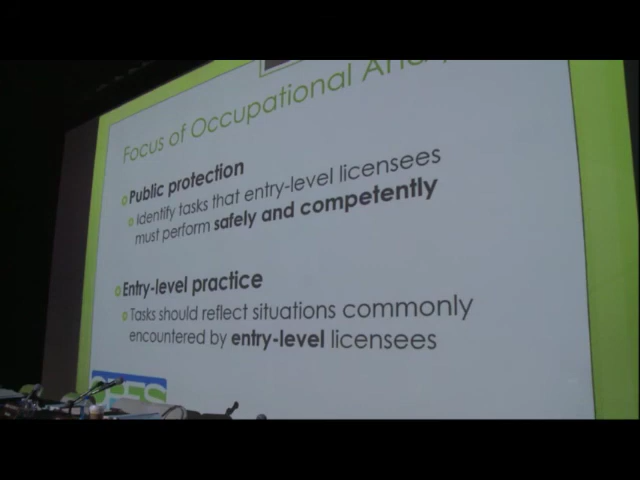 Focus of Occupational
Public protection
Identify tasks that entry-level licensees
must perform safely and competently
Entry-level practice
Tasks should reflect situations commonly
encountered by entry-level licensees
OPES